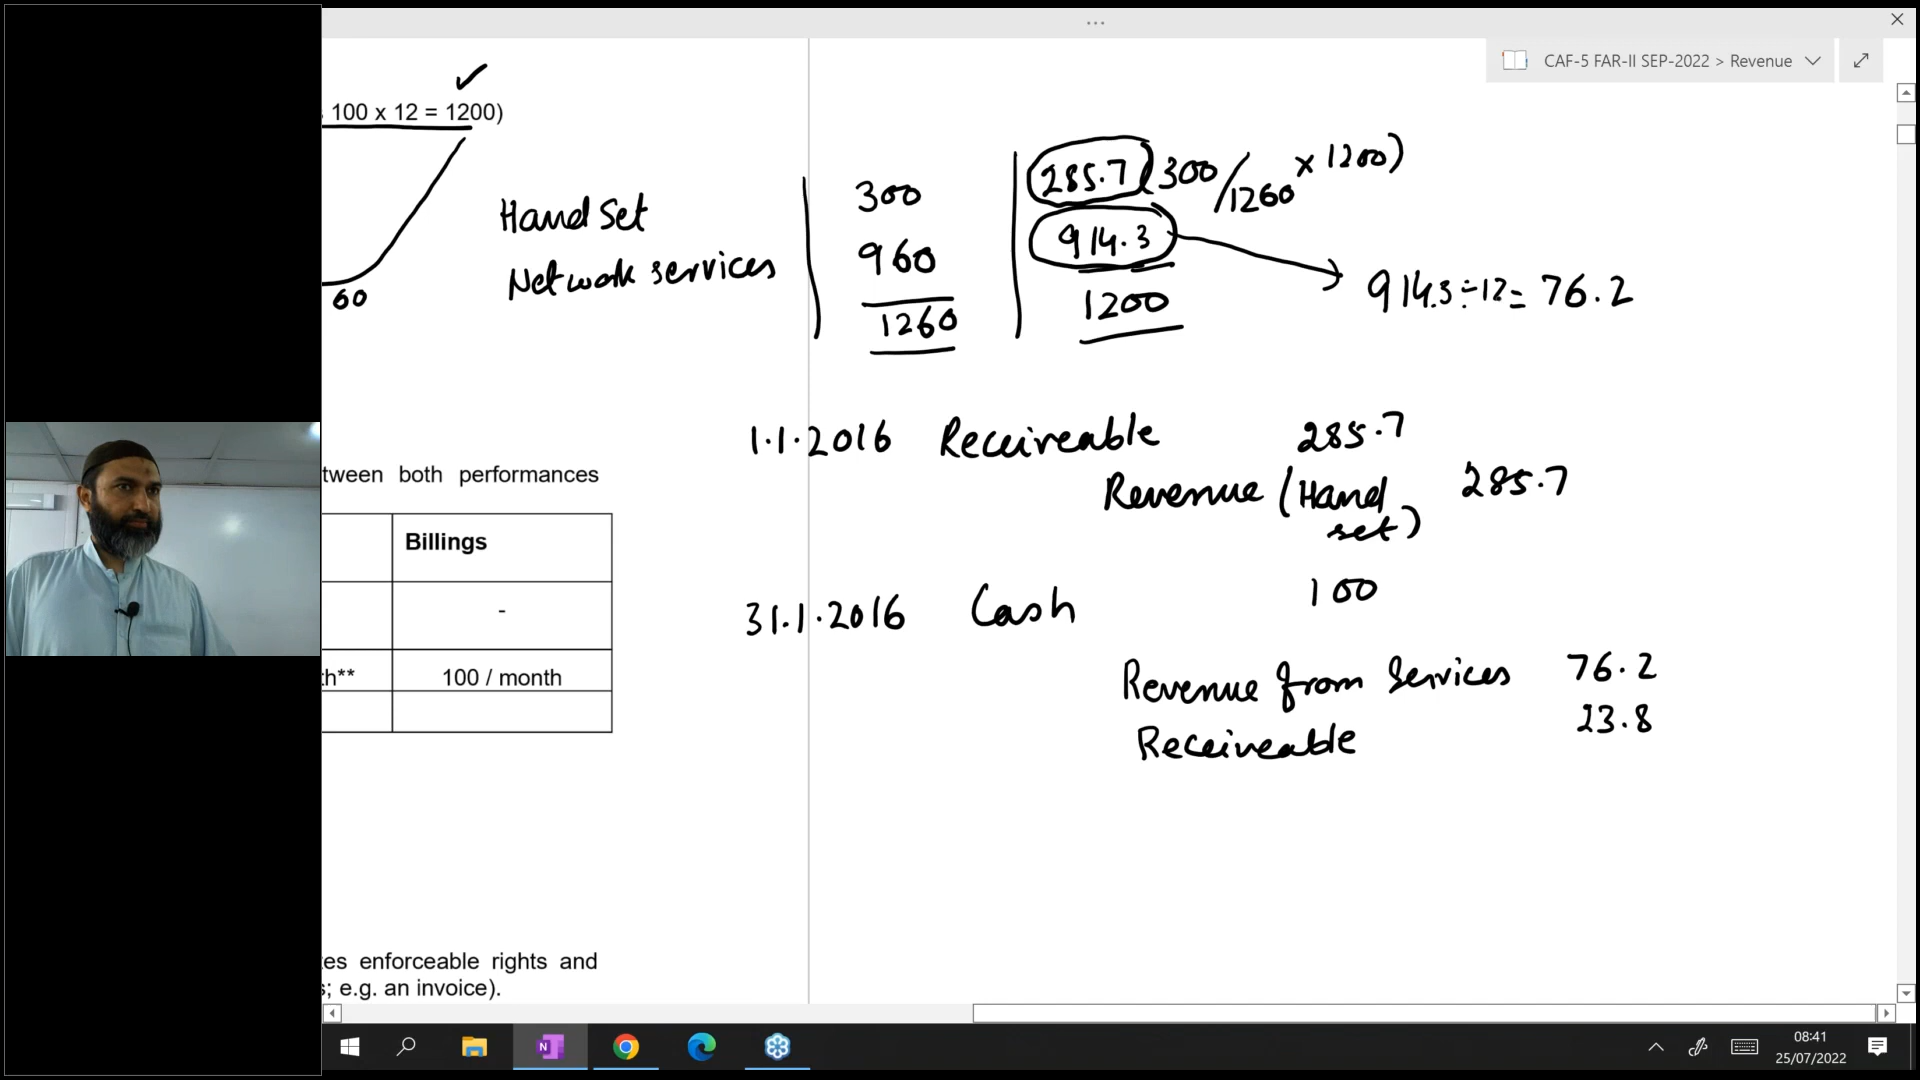 CAF-5 FAR-II SEP-2022 > Revenue
100 x 12 = 1200)
285.7 (300/1260 x 1200)
Hand Set 300
914.3
Network services 960
914.3 ÷ 12 = 76.2
60
1260
1200
1.1.2016 Receiveable 285.7
Revenue (Hand set) 285.7
tween both performances
Billings
-
31.1.2016 Cash 100
th** 100 / month
Revenue from Services 76.2
Receiveable 23.8
es enforceable rights and
; e.g. an invoice).
08:41
25/07/2022